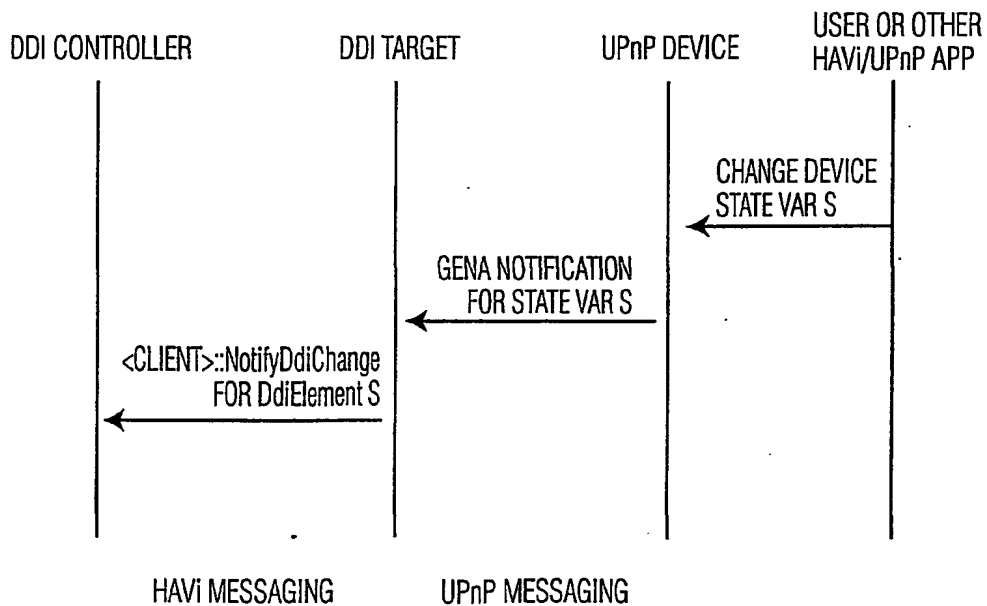 DDI CONTROLLER
DDI TARGET
UPnP DEVICE
USER OR OTHER
HAVi/UPnP APP
CHANGE DEVICE
STATE VAR S
GENA NOTIFICATION
FOR STATE VAR S
<CLIENT>::NotifyDdiChange
FOR DdiElement S
HAVi MESSAGING
UPnP MESSAGING